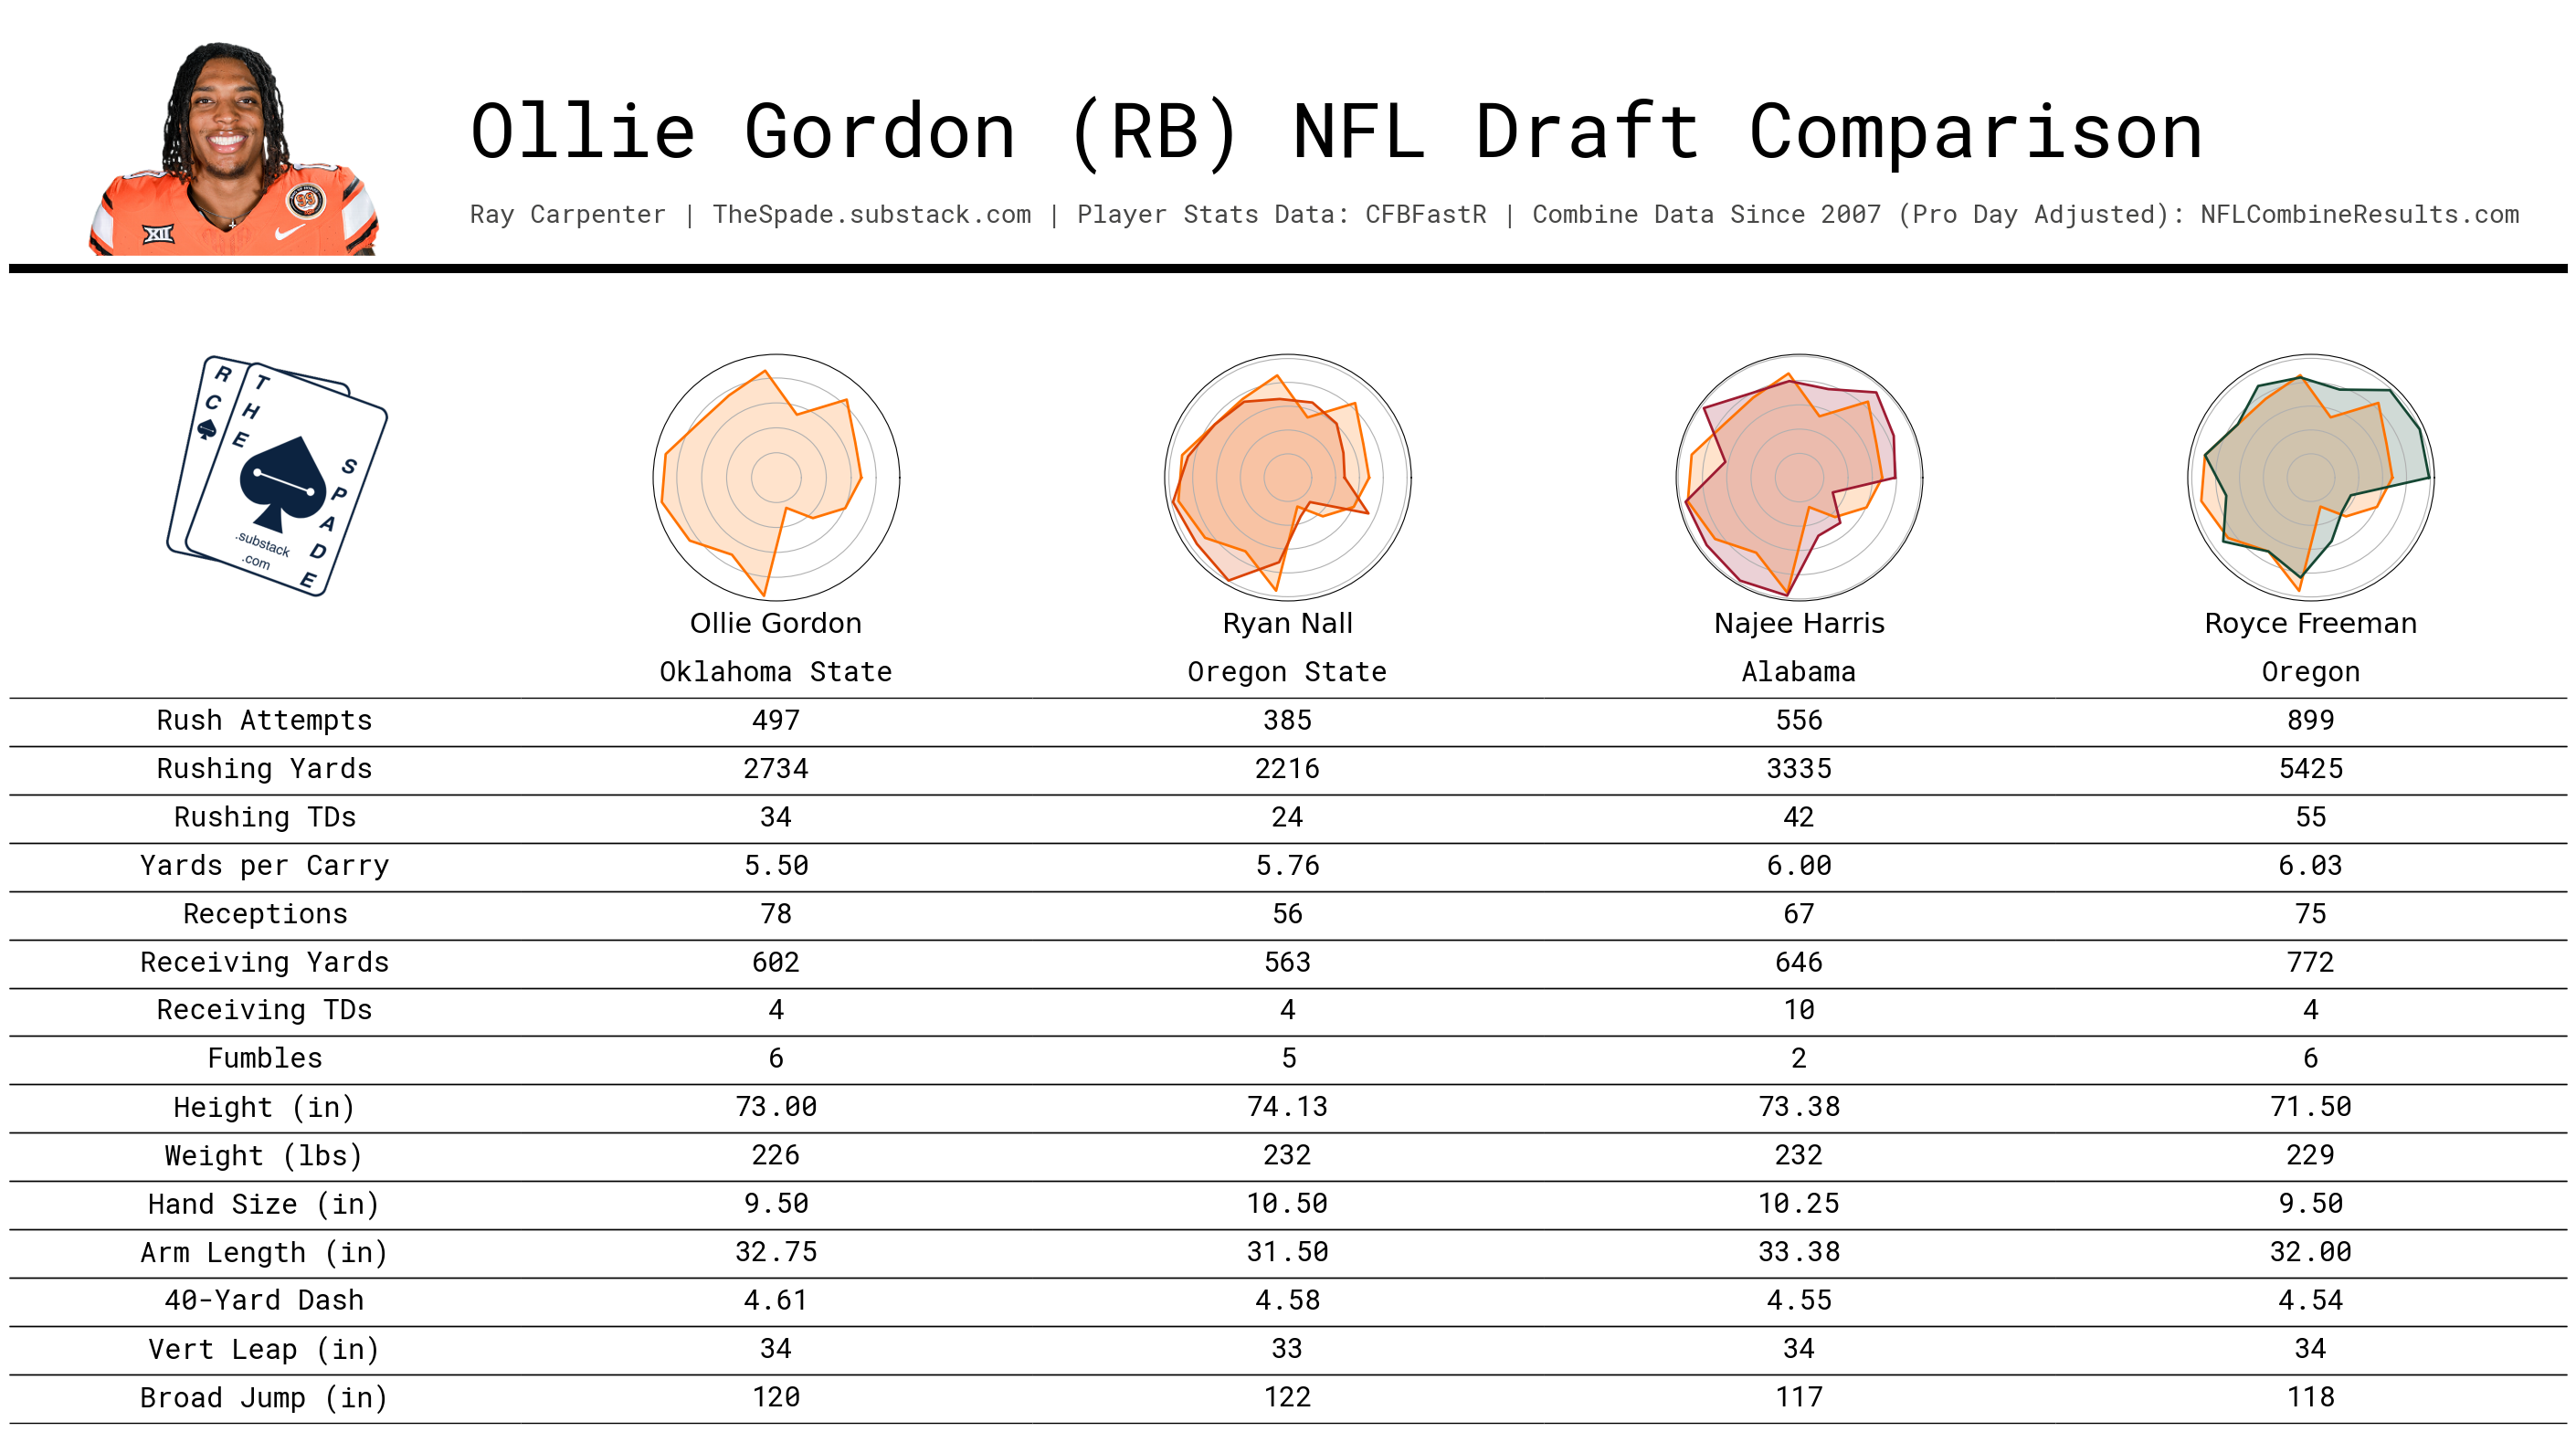 Ollie Gordon (RB) NFL Draft Comparison
Ray Carpenter | TheSpade.substack.com | Player Stats Data: CFBFastR | Combine Data Since 2007 (Pro Day Adjusted): NFLCombineResults.com
XII
RC
THE
SPADE
.substack
.com
Ollie Gordon Ryan Nall Najee Harris Royce Freeman
Oklahoma State Oregon State Alabama Oregon
Rush Attempts 497 385 556 899
Rushing Yards 2734 2216 3335 5425
Rushing TDs 34 24 42 55
Yards per Carry 5.50 5.76 6.00 6.03
Receptions 78 56 67 75
Receiving Yards 602 563 646 772
Receiving TDs 4 4 10 4
Fumbles 6 5 2 6
Height (in) 73.00 74.13 73.38 71.50
Weight (lbs) 226 232 232 229
Hand Size (in) 9.50 10.50 10.25 9.50
Arm Length (in) 32.75 31.50 33.38 32.00
40-Yard Dash 4.61 4.58 4.55 4.54
Vert Leap (in) 34 33 34 34
Broad Jump (in) 120 122 117 118